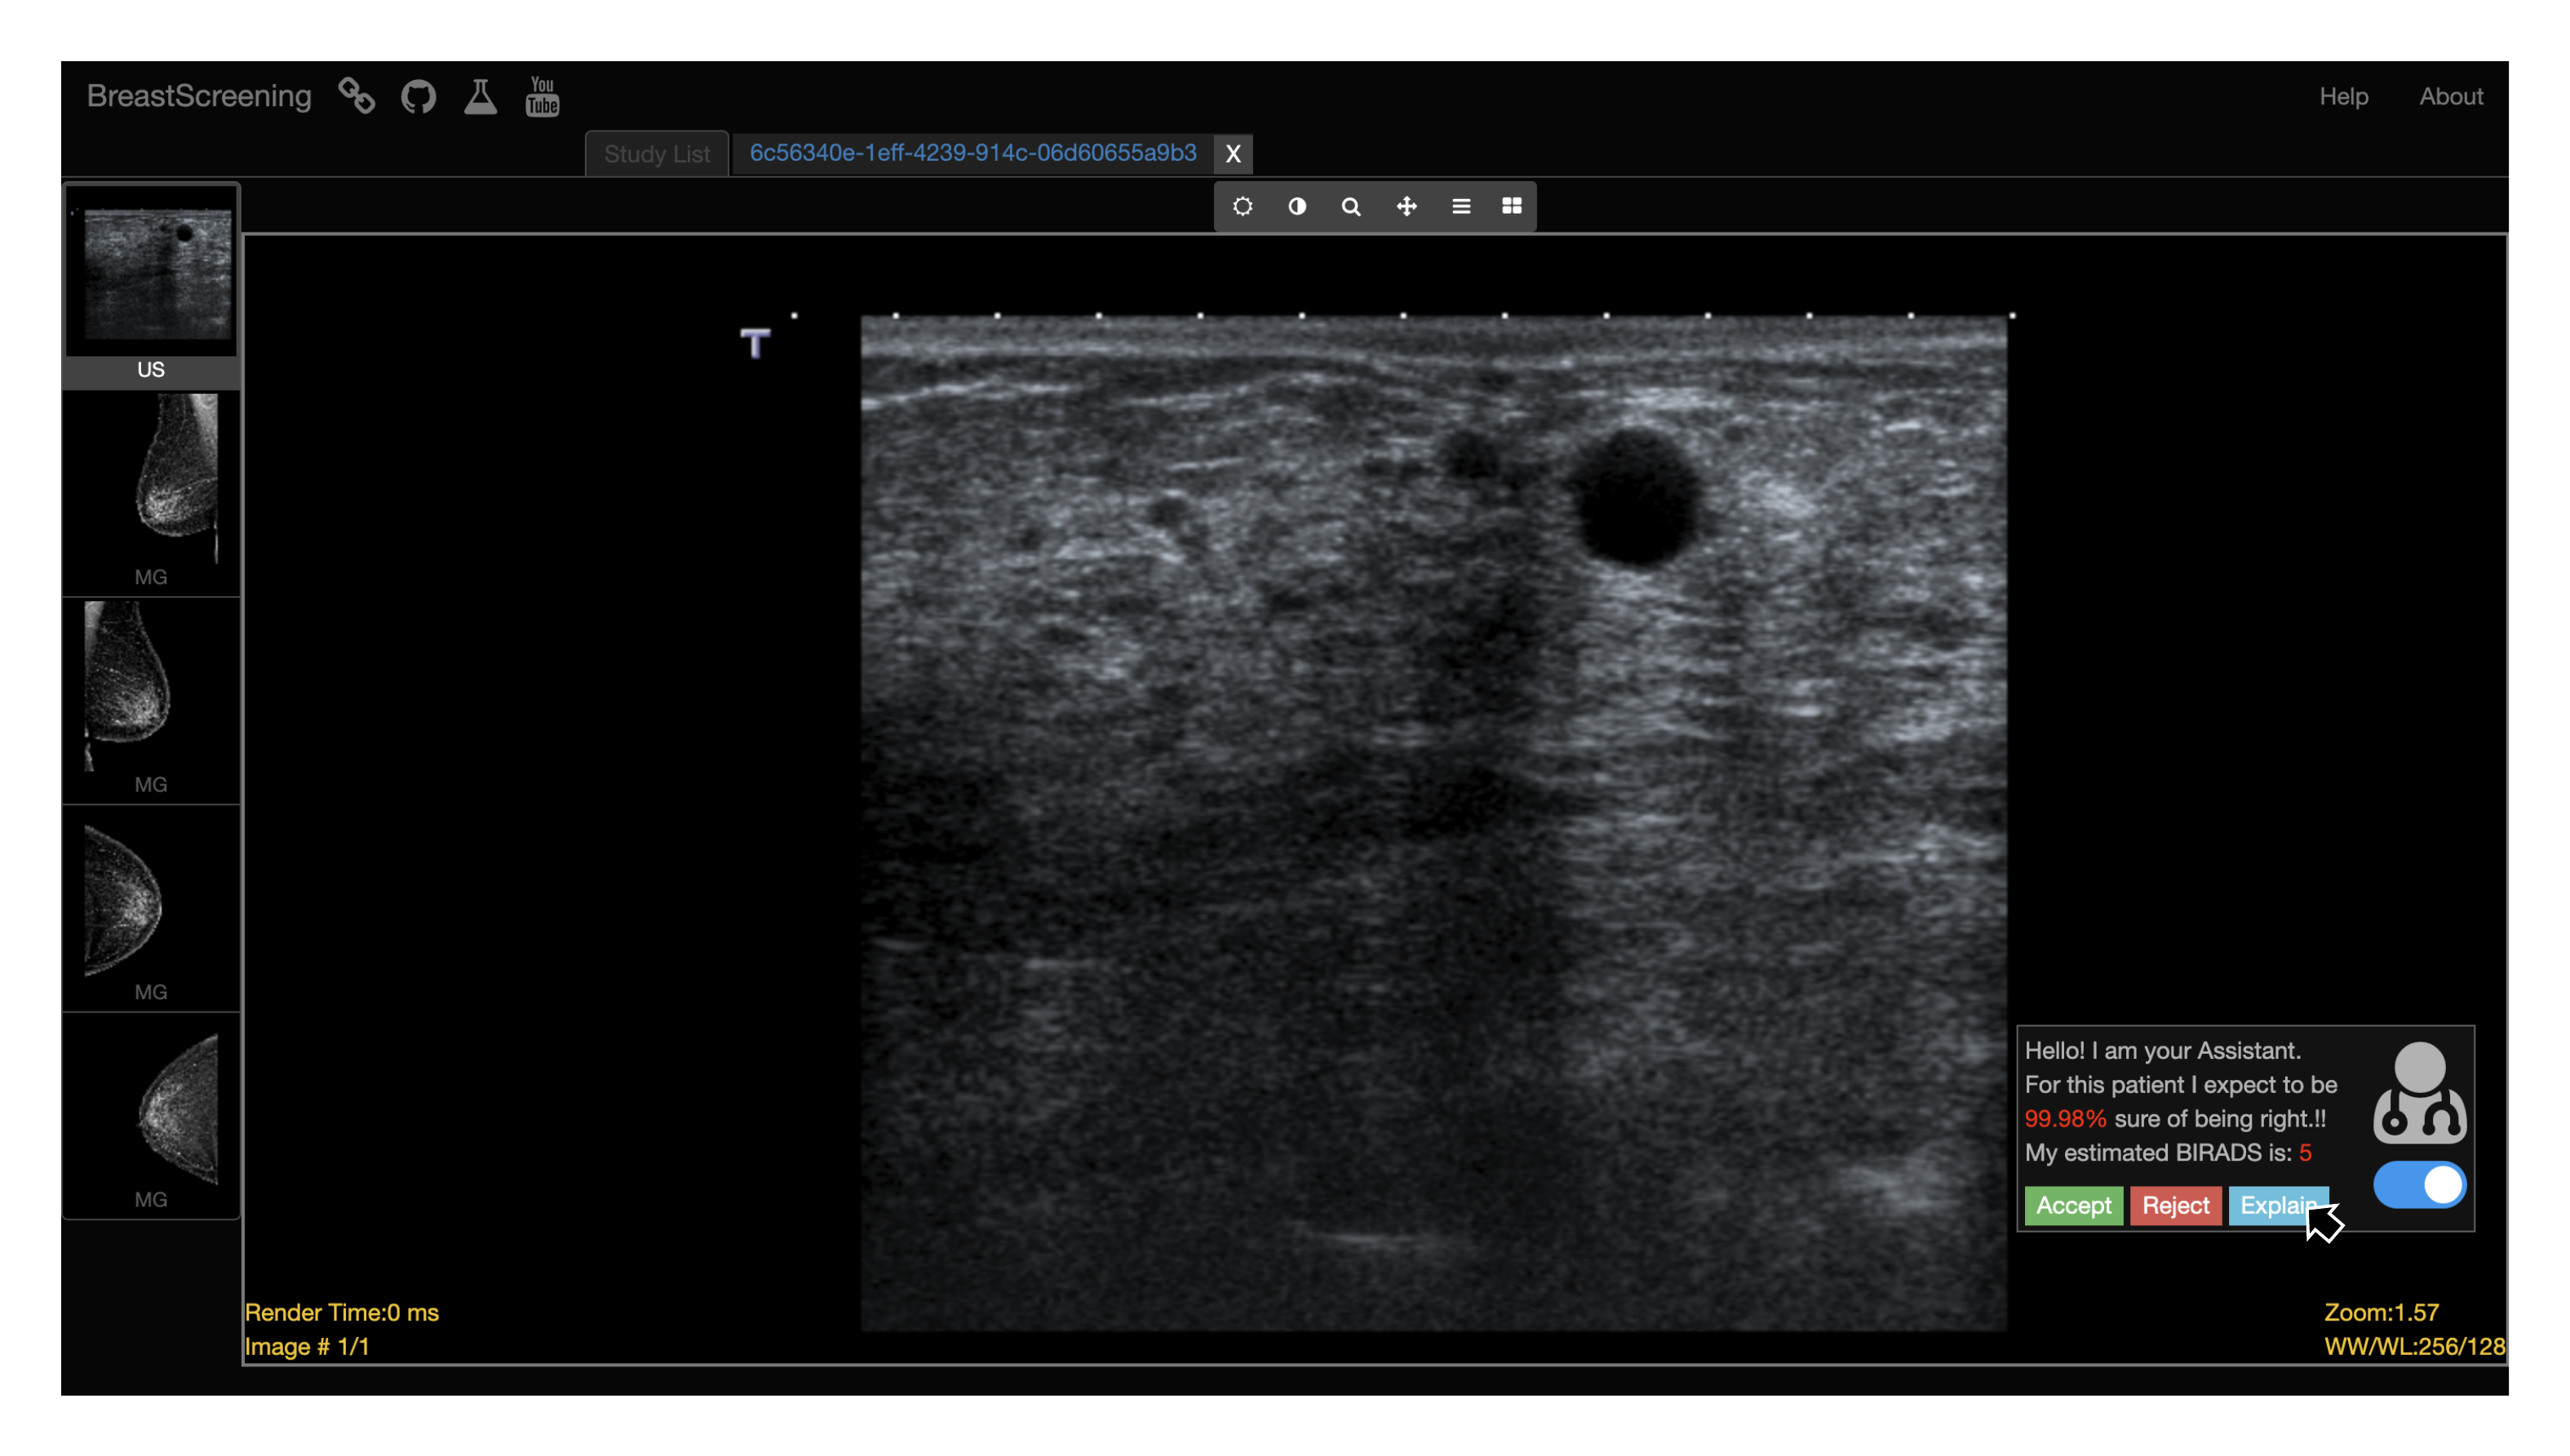 BreastScreening
You
Tube
Help
About
Study List
6c56340e-1eff-4239-914c-06d60655a9b3
X
US
MG
MG
MG
MG
T
Hello! I am your Assistant.
For this patient I expect to be
99.98% sure of being right.!!
My estimated BIRADS is: 5
Accept
Reject
Explain
Render Time:0 ms
Image # 1/1
Zoom:1.57
WW/WL:256/128